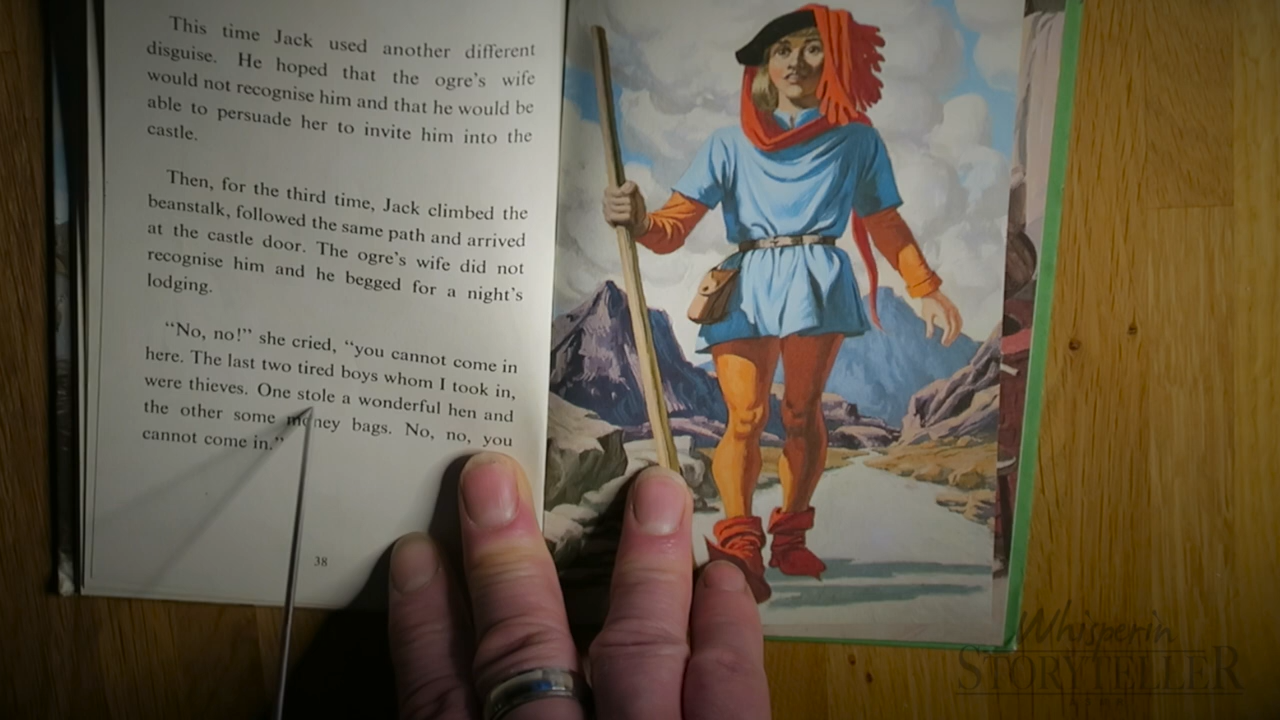 This time Jack used another different
disguise. He hoped that the ogre's wife
would not recognise him and that he would be
able to persuade her to invite him into the
castle.
Then, for the third time, Jack climbed the
beanstalk, followed the same path and arrived
at the castle door. The ogre's wife did not
recognise him and he begged for a night's
lodging.
"No, no!" she cried, "you cannot come in
here. The last two tired boys whom I took in,
were thieves. One stole a wonderful hen and
the other some money bags. No, no, you
cannot come in."
38
Whisperin
STORYTELLER